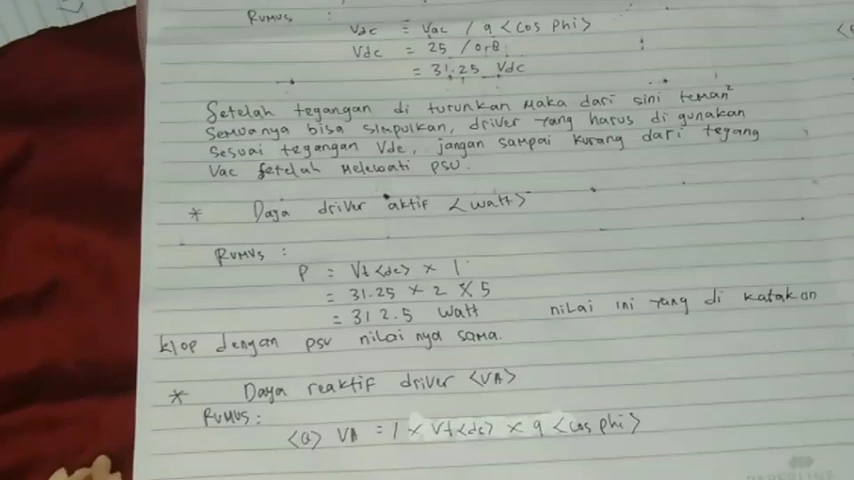 RUMUS :
Vdc = Vac / q <cos phi>
Vdc = 25 / 0,8
= 31.25 Vdc
Setelah tegangan di turunkan Maka dari sini teman²
semuanya bisa simpulkan, driver yang harus di gunakan
sesuai tegangan Vdc, jangan sampai kurang dari tegang
Vac setelah Melewati psu.
* Daya driver aktif <watt>
RUMUS :
P = Vt<dc> x I
= 31.25 x 2 x 5
= 312.5 watt nilai ini yang di katakan
klop dengan psu nilai nya sama.
* Daya reaktif driver <VA>
RUMUS :
<Q> VA = I x Vt<dc> x q <cos phi>
PAPERLINE